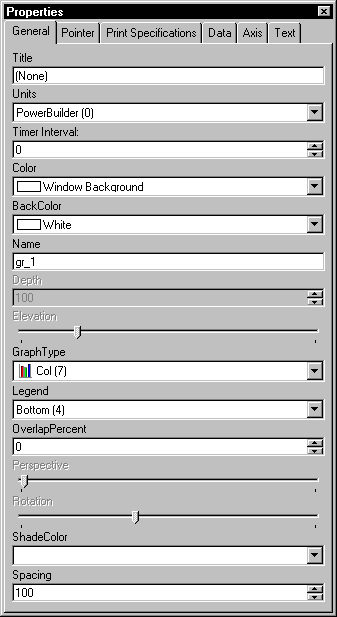 Properties
General Pointer Print Specifications Data Axis Text
Title
(None)
Units
PowerBuilder (0)
Timer Interval:
0
Color
Window Background
BackColor
White
Name
gr_1
Depth
100
Elevation
GraphType
Col (7)
Legend
Bottom (4)
OverlapPercent
0
Perspective
Rotation
ShadeColor
Spacing
100